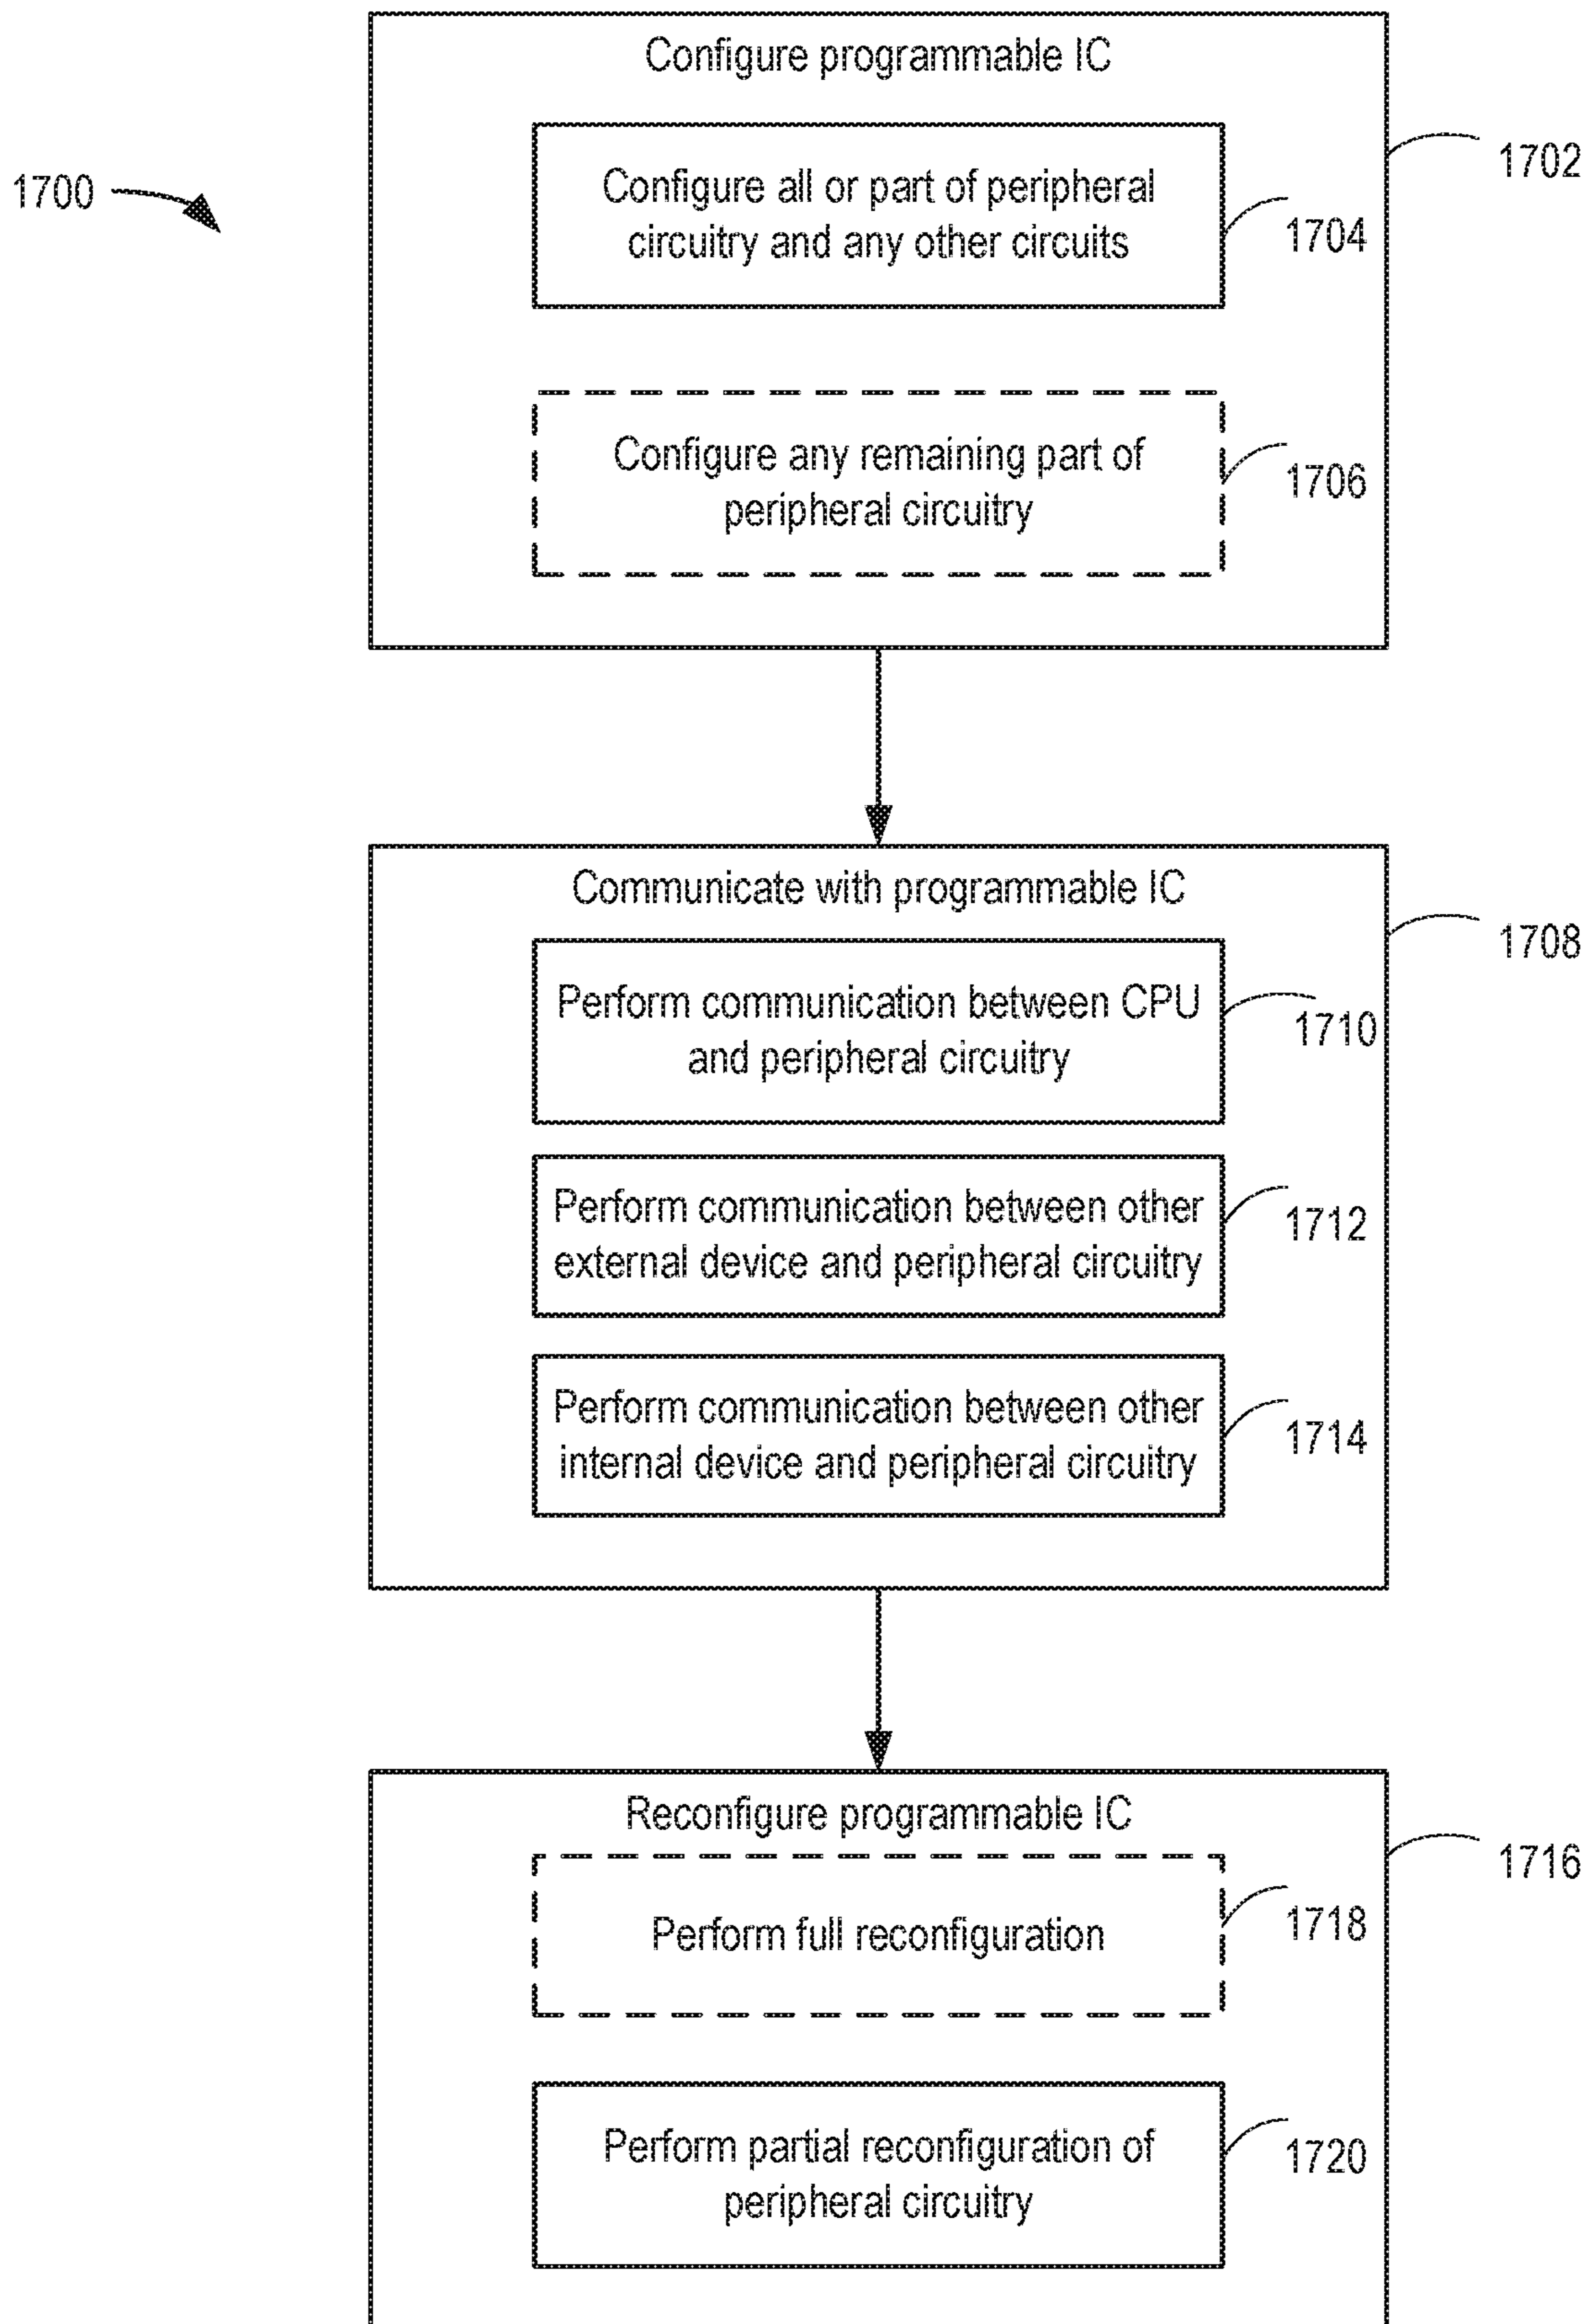 Configure programmable IC
1702
1700
Configure all or part of peripheral
circuitry and any other circuits
1704
Configure any remaining part of
peripheral circuitry
1706
Communicate with programmable IC
1708
Perform communication between CPU
and peripheral circuitry
1710
Perform communication between other
external device and peripheral circuitry
1712
Perform communication between other
internal device and peripheral circuitry
1714
Reconfigure programmable IC
1716
Perform full reconfiguration
1718
Perform partial reconfiguration of
peripheral circuitry
1720